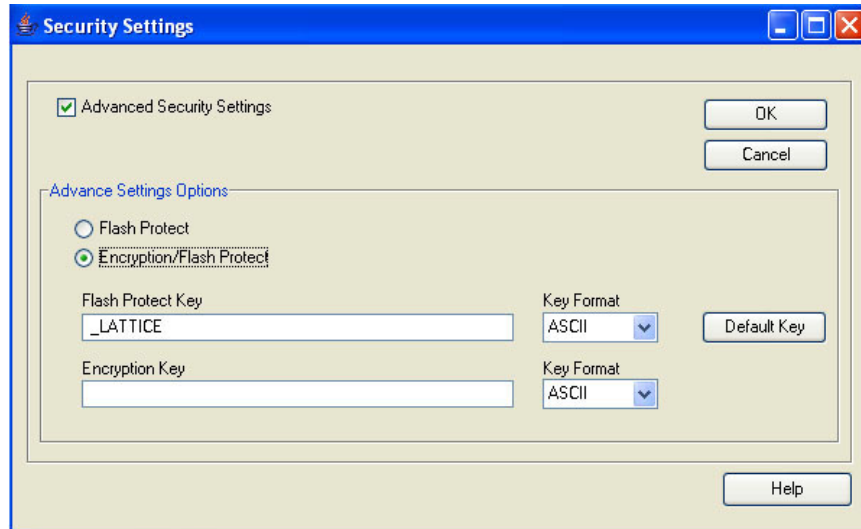 Security Settings
Advanced Security Settings
OK
Cancel
Advance Settings Options
Flash Protect
Encryption/Flash Protect
Flash Protect Key
Key Format
_LATTICE
ASCII
Default Key
Encryption Key
Key Format
ASCII
Help